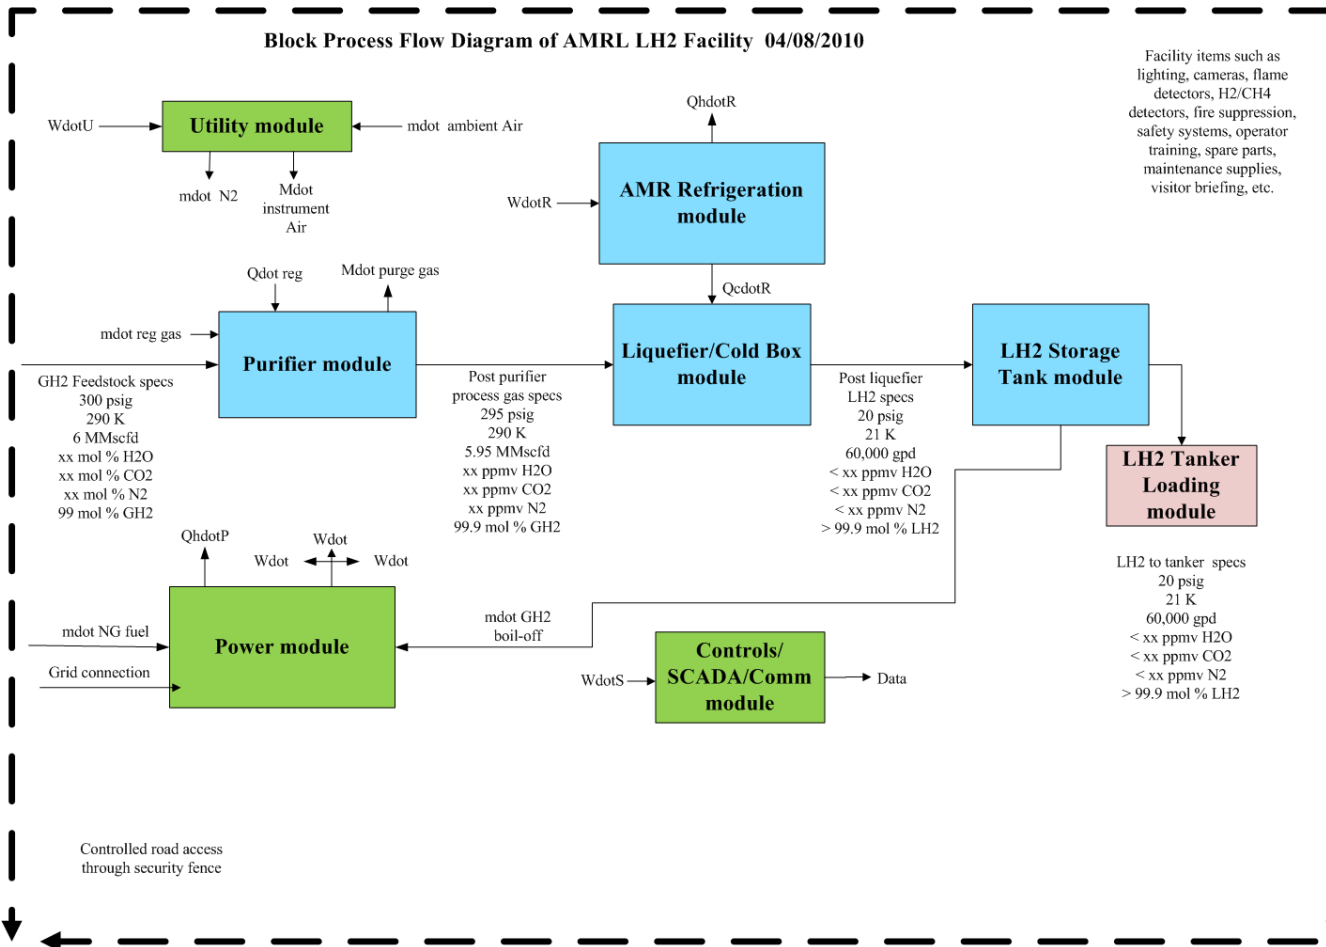 Block Process Flow Diagram of AMRL LH2 Facility 04/08/2010
Facility items such as
lighting, cameras, flame
detectors, H2/CH4
detectors, fire suppression,
safety systems, operator
training, spare parts,
maintenance supplies,
visitor briefing, etc.
WdotU
Utility module
mdot ambient Air
mdot N2
Mdot
instrument
Air
QhdotR
WdotR
AMR Refrigeration
module
QcdotR
Qdot reg
Mdot purge gas
mdot reg gas
Purifier module
Liquefier/Cold Box
module
LH2 Storage
Tank module
GH2 Feedstock specs
300 psig
290 K
6 MMscfd
xx mol % H2O
xx mol % CO2
xx mol % N2
99 mol % GH2
Post purifier
process gas specs
295 psig
290 K
5.95 MMscfd
xx ppmv H2O
xx ppmv CO2
xx ppmv N2
99.9 mol % GH2
Post liquefier
LH2 specs
20 psig
21 K
60,000 gpd
< xx ppmv H2O
< xx ppmv CO2
< xx ppmv N2
> 99.9 mol % LH2
LH2 Tanker
Loading
module
LH2 to tanker specs
20 psig
21 K
60,000 gpd
< xx ppmv H2O
< xx ppmv CO2
< xx ppmv N2
> 99.9 mol % LH2
QhdotP
Wdot
Wdot
Wdot
mdot NG fuel
Grid connection
Power module
mdot GH2
boil-off
WdotS
Controls/
SCADA/Comm
module
Data
Controlled road access
through security fence